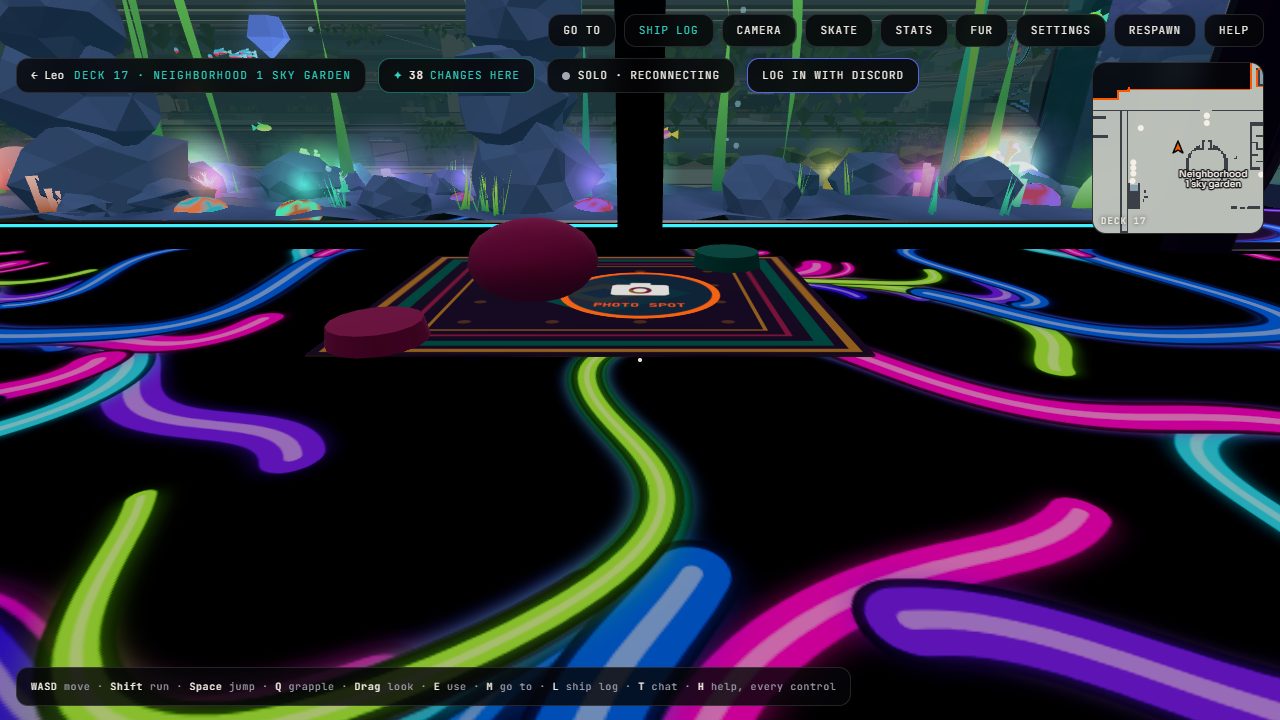 GO TO
SHIP LOG
CAMERA
SKATE
STATS
FUR
SETTINGS
RESPAWN
HELP
← Leo DECK 17 · NEIGHBORHOOD 1 SKY GARDEN
✦ 38 CHANGES HERE
● SOLO · RECONNECTING
LOG IN WITH DISCORD
Neighborhood
1 sky garden
DECK 17
PHOTO SPOT
WASD move · Shift run · Space jump · Q grapple · Drag look · E use · M go to · L ship log · T chat · H help, every control